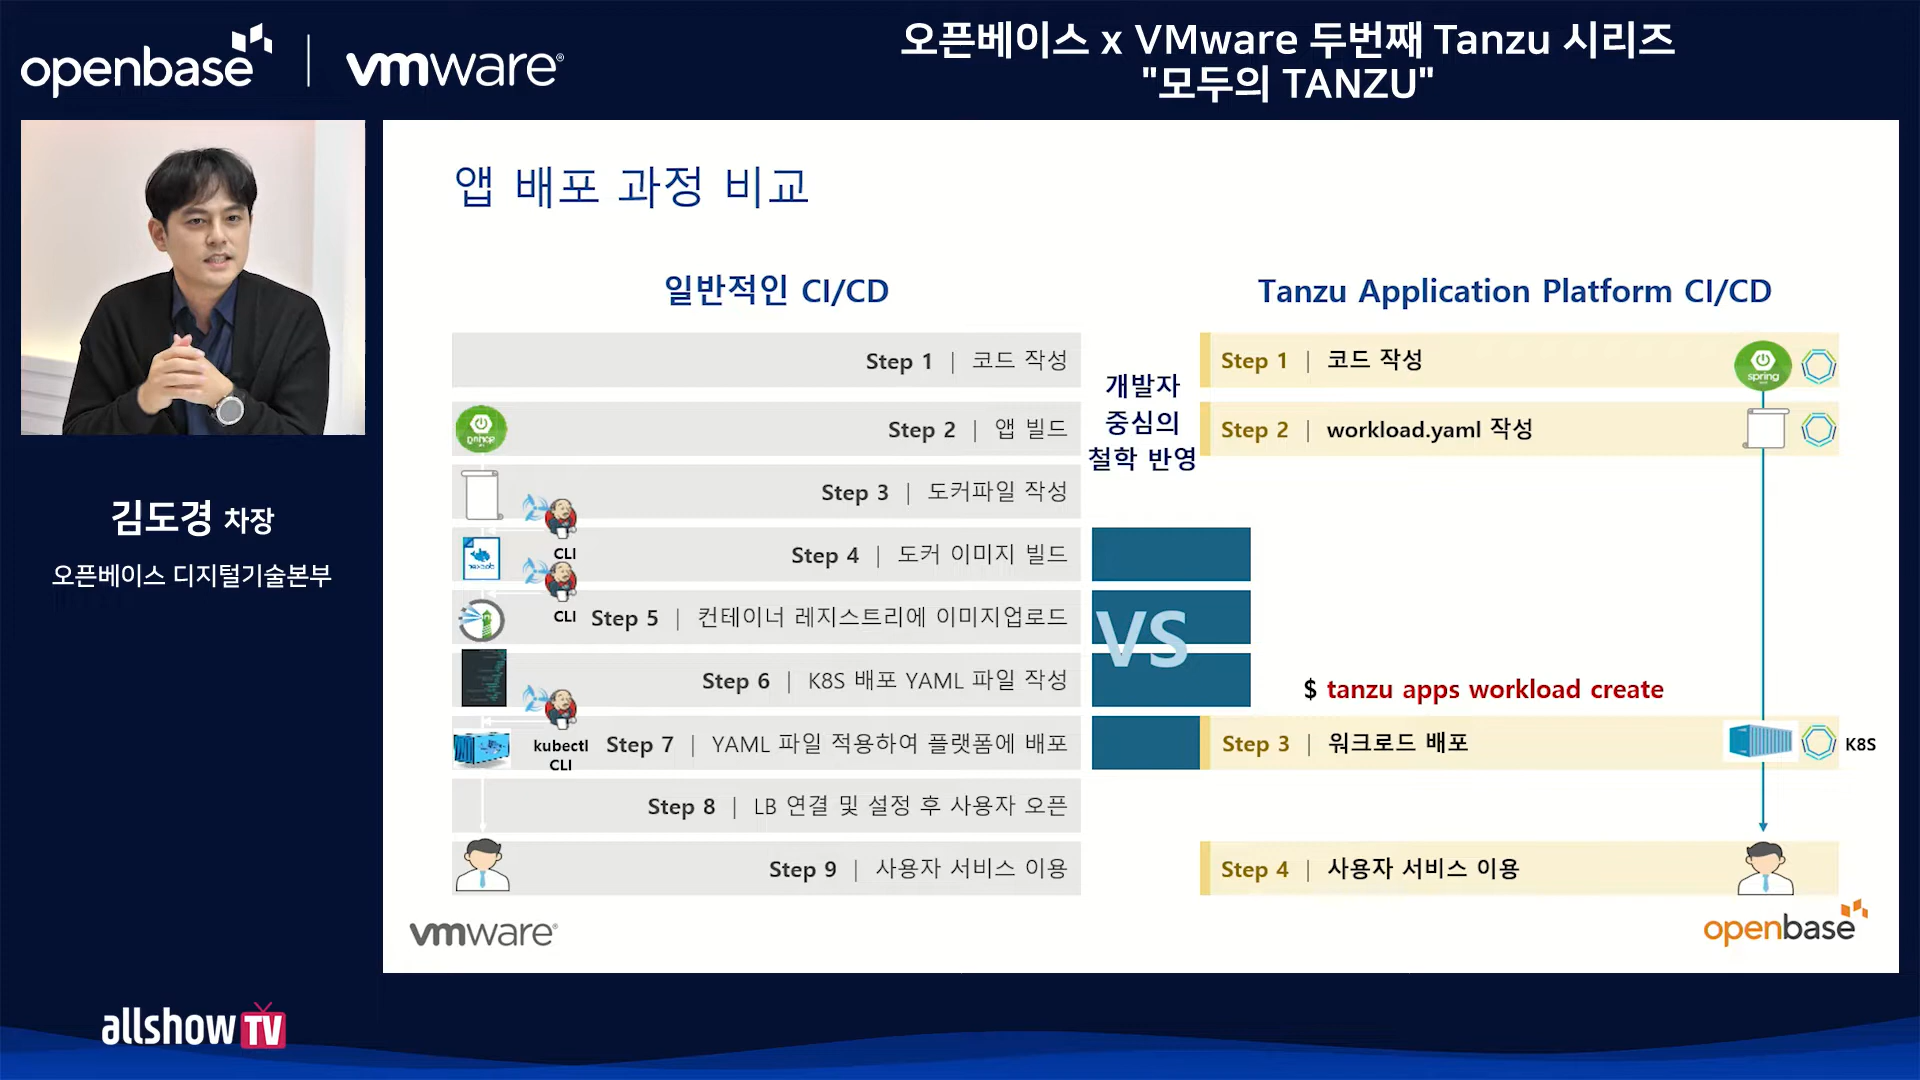 openbase | vmware®
오픈베이스 x VMware 두번째 Tanzu 시리즈
"모두의 TANZU"
김도경 차장
오픈베이스 디지털기술본부
앱 배포 과정 비교
일반적인 CI/CD
Step 1 | 코드 작성
Step 2 | 앱 빌드
Step 3 | 도커파일 작성
CLI
Step 4 | 도커 이미지 빌드
CLI
Step 5 | 컨테이너 레지스트리에 이미지업로드
Step 6 | K8S 배포 YAML 파일 작성
kubectl
CLI
Step 7 | YAML 파일 적용하여 플랫폼에 배포
Step 8 | LB 연결 및 설정 후 사용자 오픈
Step 9 | 사용자 서비스 이용
개발자
중심의
철학 반영
VS
Tanzu Application Platform CI/CD
Step 1 | 코드 작성
spring
Step 2 | workload.yaml 작성
$ tanzu apps workload create
Step 3 | 워크로드 배포
K8S
Step 4 | 사용자 서비스 이용
vmware®
openbase
allshowTV